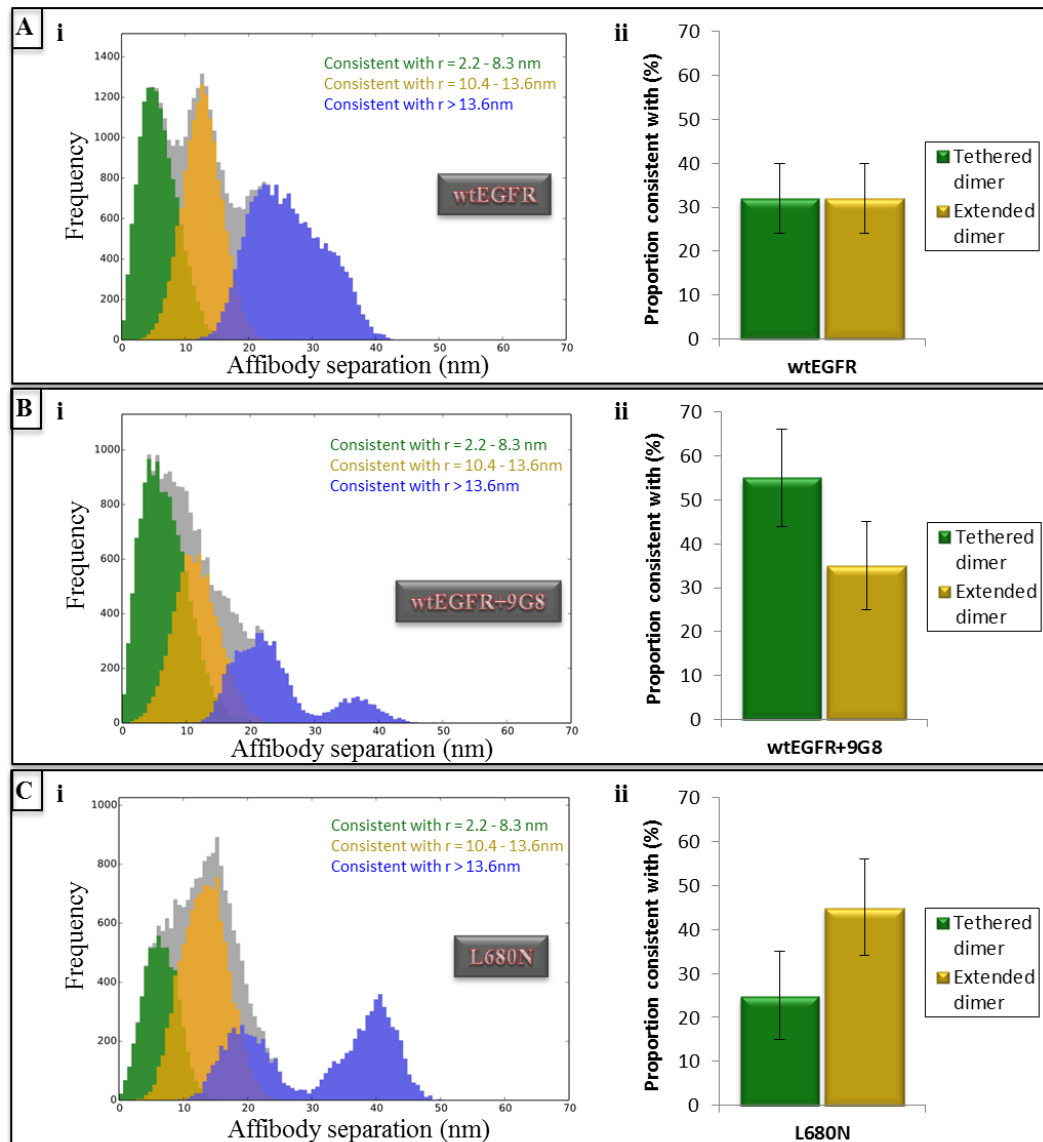 A
i
1400
1200
1000
800
600
400
200
0
Frequency
Consistent with r = 2.2 - 8.3 nm
Consistent with r = 10.4 - 13.6nm
Consistent with r > 13.6nm
wtEGFR
0 10 20 30 40 50 60 70
Affibody separation (nm)
ii
70
60
50
40
30
20
10
0
Proportion consistent with (%)
Tethered
dimer
Extended
dimer
wtEGFR
B
i
1000
800
600
400
200
0
Frequency
Consistent with r = 2.2 - 8.3 nm
Consistent with r = 10.4 - 13.6nm
Consistent with r > 13.6nm
wtEGFR+9G8
0 10 20 30 40 50 60 70
Affibody separation (nm)
ii
70
60
50
40
30
20
10
0
Proportion consistent with (%)
Tethered
dimer
Extended
dimer
wtEGFR+9G8
C
i
1000
800
600
400
200
0
Frequency
Consistent with r = 2.2 - 8.3 nm
Consistent with r = 10.4 - 13.6nm
Consistent with r > 13.6nm
L680N
0 10 20 30 40 50 60 70
Affibody separation (nm)
ii
70
60
50
40
30
20
10
0
Proportion consistent with (%)
Tethered
dimer
Extended
dimer
L680N